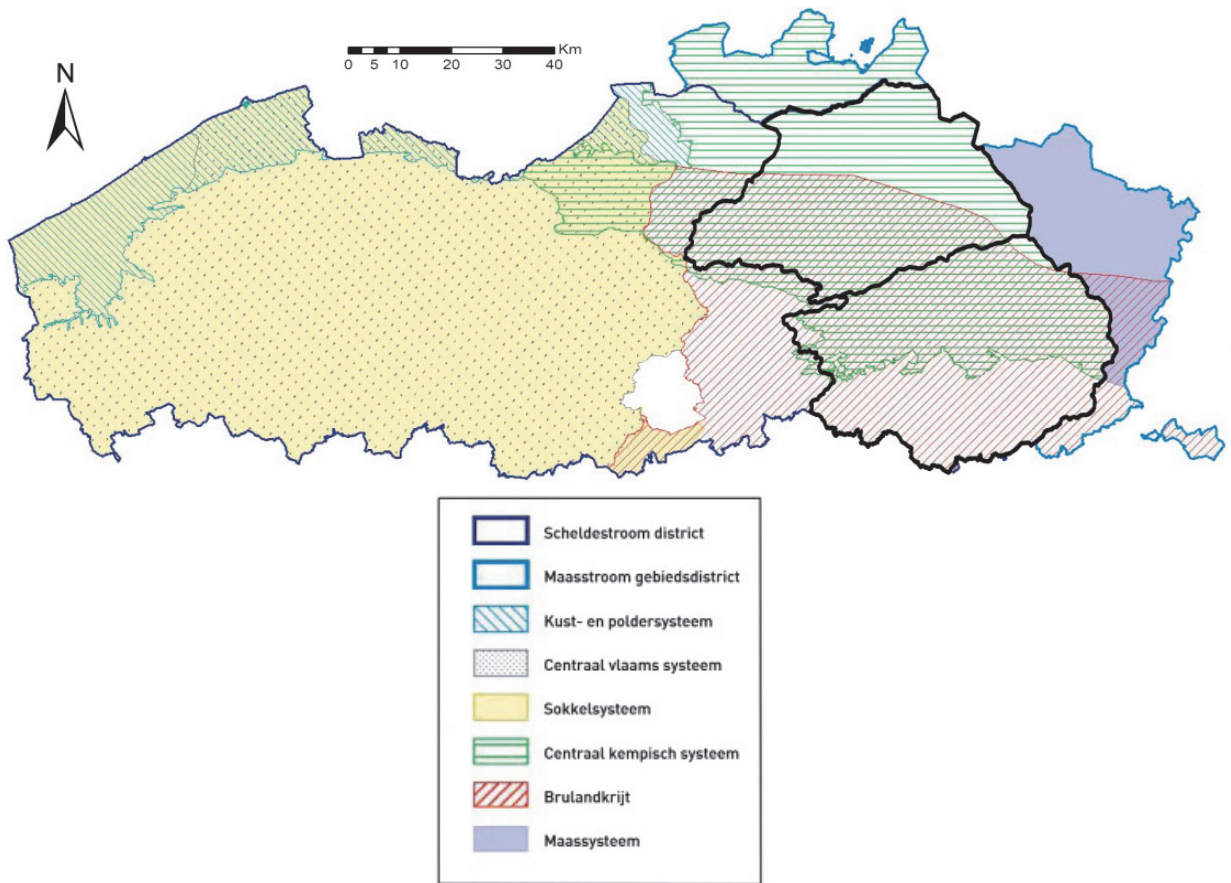 Km
0 5 10 20 30 40
N
Scheldestroom district
Maasstroom gebiedsdistrict
Kust- en poldersysteem
Centraal vlaams systeem
Sokkelsysteem
Centraal kempisch systeem
Brulandkrijt
Maassysteem